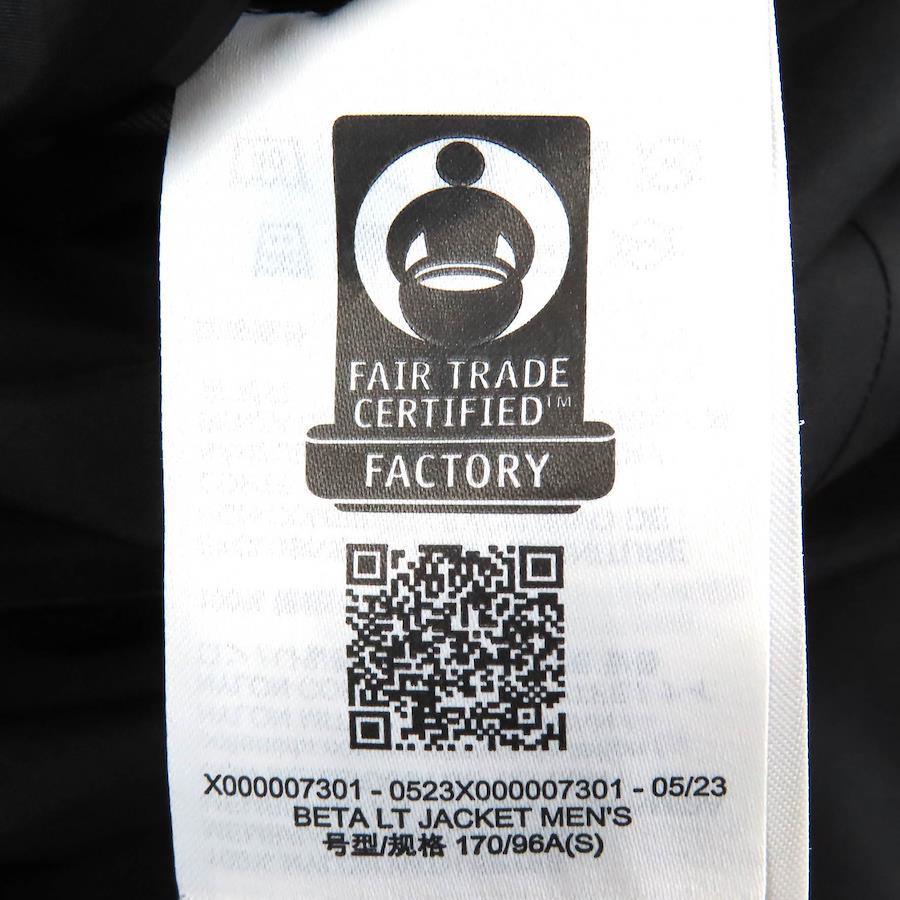 FAIR TRADE
CERTIFIED™
FACTORY
X000007301 - 0523X000007301 - 05/23
BETA LT JACKET MEN'S
号型/规格 170/96A(S)